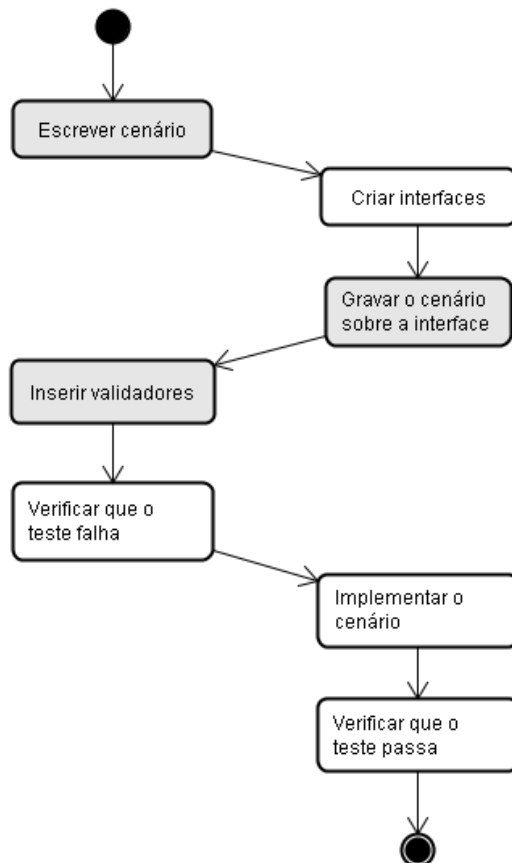 Escrever cenário
Criar interfaces
Gravar o cenário
sobre a interface
Inserir validadores
Verificar que o
teste falha
Implementar o
cenário
Verificar que o
teste passa